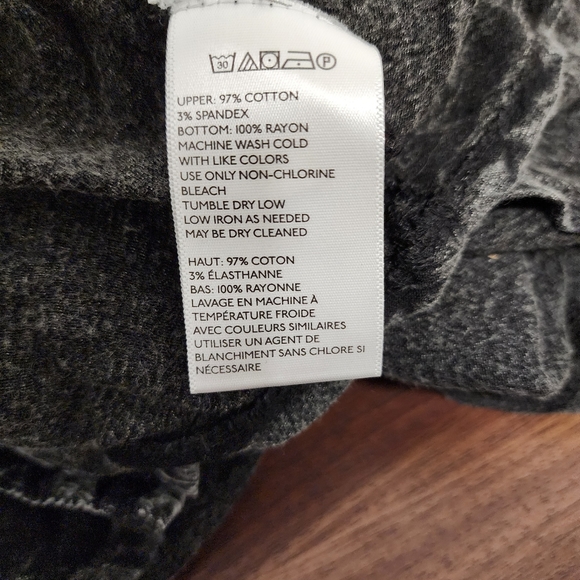 30 P
UPPER: 97% COTTON
3% SPANDEX
BOTTOM: 100% RAYON
MACHINE WASH COLD
WITH LIKE COLORS
USE ONLY NON-CHLORINE
BLEACH
TUMBLE DRY LOW
LOW IRON AS NEEDED
MAY BE DRY CLEANED
HAUT: 97% COTON
3% ÉLASTHANNE
BAS: 100% RAYONNE
LAVAGE EN MACHINE À
TEMPÉRATURE FROIDE
AVEC COULEURS SIMILAIRES
UTILISER UN AGENT DE
BLANCHIMENT SANS CHLORE SI
NÉCESSAIRE